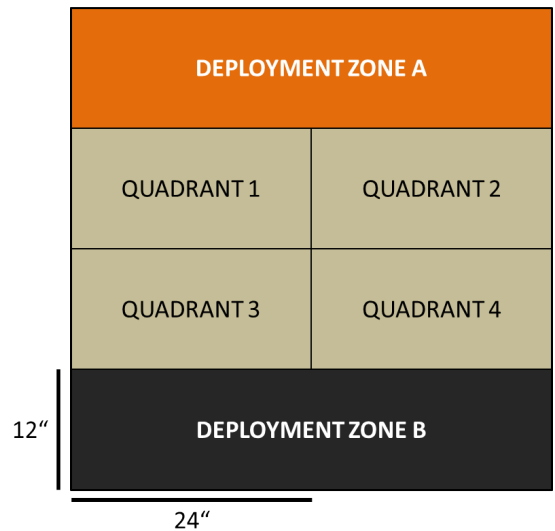 DEPLOYMENT ZONE A
QUADRANT 1
QUADRANT 2
QUADRANT 3
QUADRANT 4
12“
DEPLOYMENT ZONE B
24“